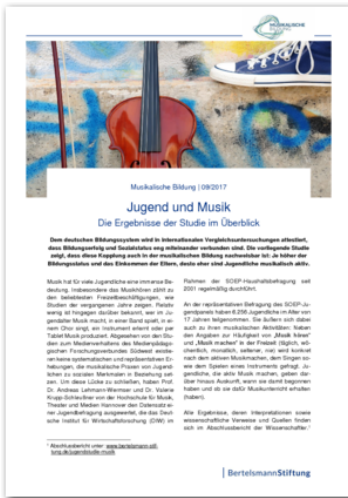 MUSIKALISCHE
BILDUNG
Musikalische Bildung | 09/2017
Jugend und Musik
Die Ergebnisse der Studie im Überblick
Dem deutschen Bildungssystem wird in internationalen Vergleichsuntersuchungen attestiert,
dass Bildungserfolg und Sozialstatus eng miteinander verbunden sind. Die vorliegende Studie
zeigt, dass diese Kopplung auch in der musikalischen Bildung nachweisbar ist: Je höher der
Bildungsstatus und das Einkommen der Eltern, desto eher sind Jugendliche musikalisch aktiv.
Musik hat für viele Jugendliche eine immense Be-
deutung. Insbesondere das Musikhören zählt zu
den beliebtesten Freizeitbeschäftigungen, wie
Studien der vergangenen Jahre zeigen. Relativ
wenig ist hingegen darüber bekannt, wer im Ju-
gendalter Musik macht, in einer Band spielt, in ei-
nem Chor singt, ein Instrument erlernt oder per
Tablet Musik produziert. Abgesehen von den Stu-
dien zum Medienverhaltens des Medienpädago-
gischen Forschungsverbundes Südwest existie-
ren keine systematischen und repräsentativen Er-
hebungen, die musikalische Praxen von Jugend-
lichen zu sozialen Merkmalen in Beziehung set-
zen. Um diese Lücke zu schließen, haben Prof.
Dr. Andreas Lehmann-Wermser und Dr. Valerie
Krupp-Schleußner von der Hochschule für Musik,
Theater und Medien Hannover den Datensatz ei-
ner Jugendbefragung ausgewertet, die das Deut-
sche Institut für Wirtschaftsforschung (DIW) im
Rahmen der SOEP-Haushaltsbefragung seit
2001 regelmäßig durchführt.
An der repräsentativen Befragung des SOEP-Ju-
gendpanels haben Jugendliche im Alter von
17 Jahren teilgenommen. Sie äußern sich dabei
auch zu ihren musikalischen Aktivitäten: Neben
den Angaben zur Häufigkeit von „Musik hören“
und „Musik machen“ in der Freizeit (täglich, wö-
chentlich, monatlich, seltener, nie) wird konkret
nach dem aktiven Musikmachen, dem Singen so-
wie dem Spielen eines Instruments gefragt. Ju-
gendliche, die aktiv Musik machen, geben dar-
über hinaus Auskunft, wann sie damit begonnen
haben und ob sie dafür Musikunterricht erhalten
(haben).
Alle Ergebnisse, deren Interpretationen sowie
wissenschaftliche Verweise und Quellen finden
sich im Abschlussbericht der Wissenschaftler.¹
¹ Abschlussbericht unter: www.bertelsmann-stif-
tung.de/jugendstudie-musik
| BertelsmannStiftung